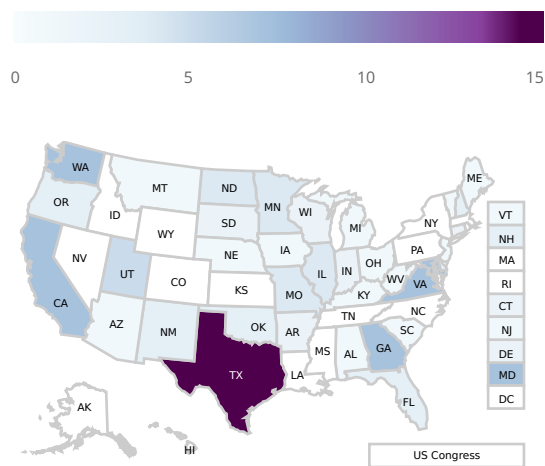 0 5 10 15
WA MT ND MN ME
OR ID SD WI MI NY VT
WY NH
NV NE IA PA MA
UT CO IL IN OH RI
CA KS MO WV VA CT
KY NJ
AZ NM OK AR TN NC DE
SC
TX LA MS AL GA MD
FL DC
AK
HI
US Congress